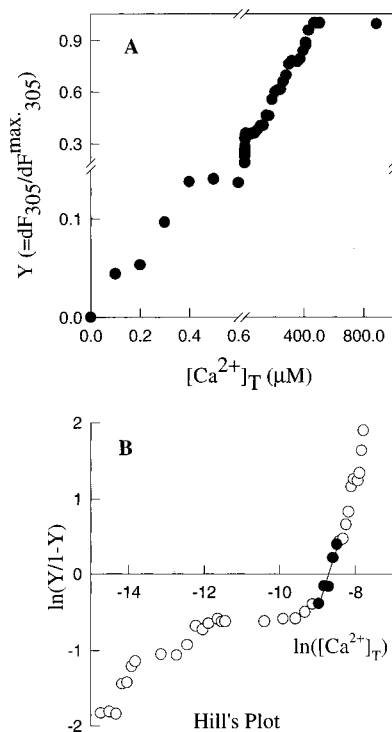 A
Y (=dF305/dF^max.305)
0.9
0.6
0.3
0.1
0.0
0.0 0.2 0.4 0.6 400.0 800.0
[Ca2+]T (μM)
B
ln(Y/1-Y)
2
1
0
-1
-2
-14 -12 -10 -8
ln([Ca2+]T)
Hill's Plot